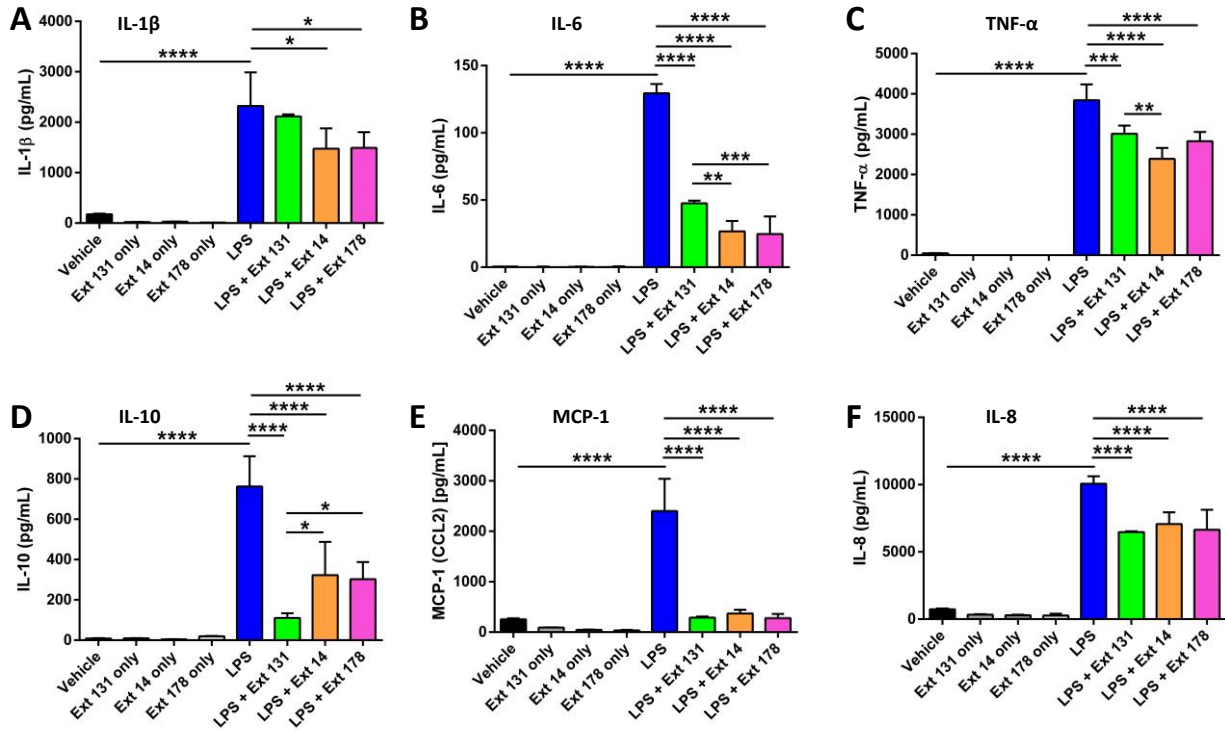 A
IL-1β
IL-1β (pg/mL)
4000
3000
2000
1000
0
****
*
*
Vehicle
Ext 131 only
Ext 14 only
Ext 178 only
LPS
LPS + Ext 131
LPS + Ext 14
LPS + Ext 178
B
IL-6
IL-6 (pg/mL)
150
100
50
0
****
****
****
****
***
**
Vehicle
Ext 131 only
Ext 14 only
Ext 178 only
LPS
LPS + Ext 131
LPS + Ext 14
LPS + Ext 178
C
TNF-α
TNF-α (pg/mL)
5000
4000
3000
2000
1000
0
****
****
***
****
**
Vehicle
Ext 131 only
Ext 14 only
Ext 178 only
LPS
LPS + Ext 131
LPS + Ext 14
LPS + Ext 178
D
IL-10
IL-10 (pg/mL)
1000
800
600
400
200
0
****
****
****
****
*
*
Vehicle
Ext 131 only
Ext 14 only
Ext 178 only
LPS
LPS + Ext 131
LPS + Ext 14
LPS + Ext 178
E
MCP-1
MCP-1 (CCL2) [pg/mL]
4000
3000
2000
1000
0
****
****
****
****
Vehicle
Ext 131 only
Ext 14 only
Ext 178 only
LPS
LPS + Ext 131
LPS + Ext 14
LPS + Ext 178
F
IL-8
IL-8 (pg/mL)
15000
10000
5000
0
****
****
****
****
Vehicle
Ext 131 only
Ext 14 only
Ext 178 only
LPS
LPS + Ext 131
LPS + Ext 14
LPS + Ext 178